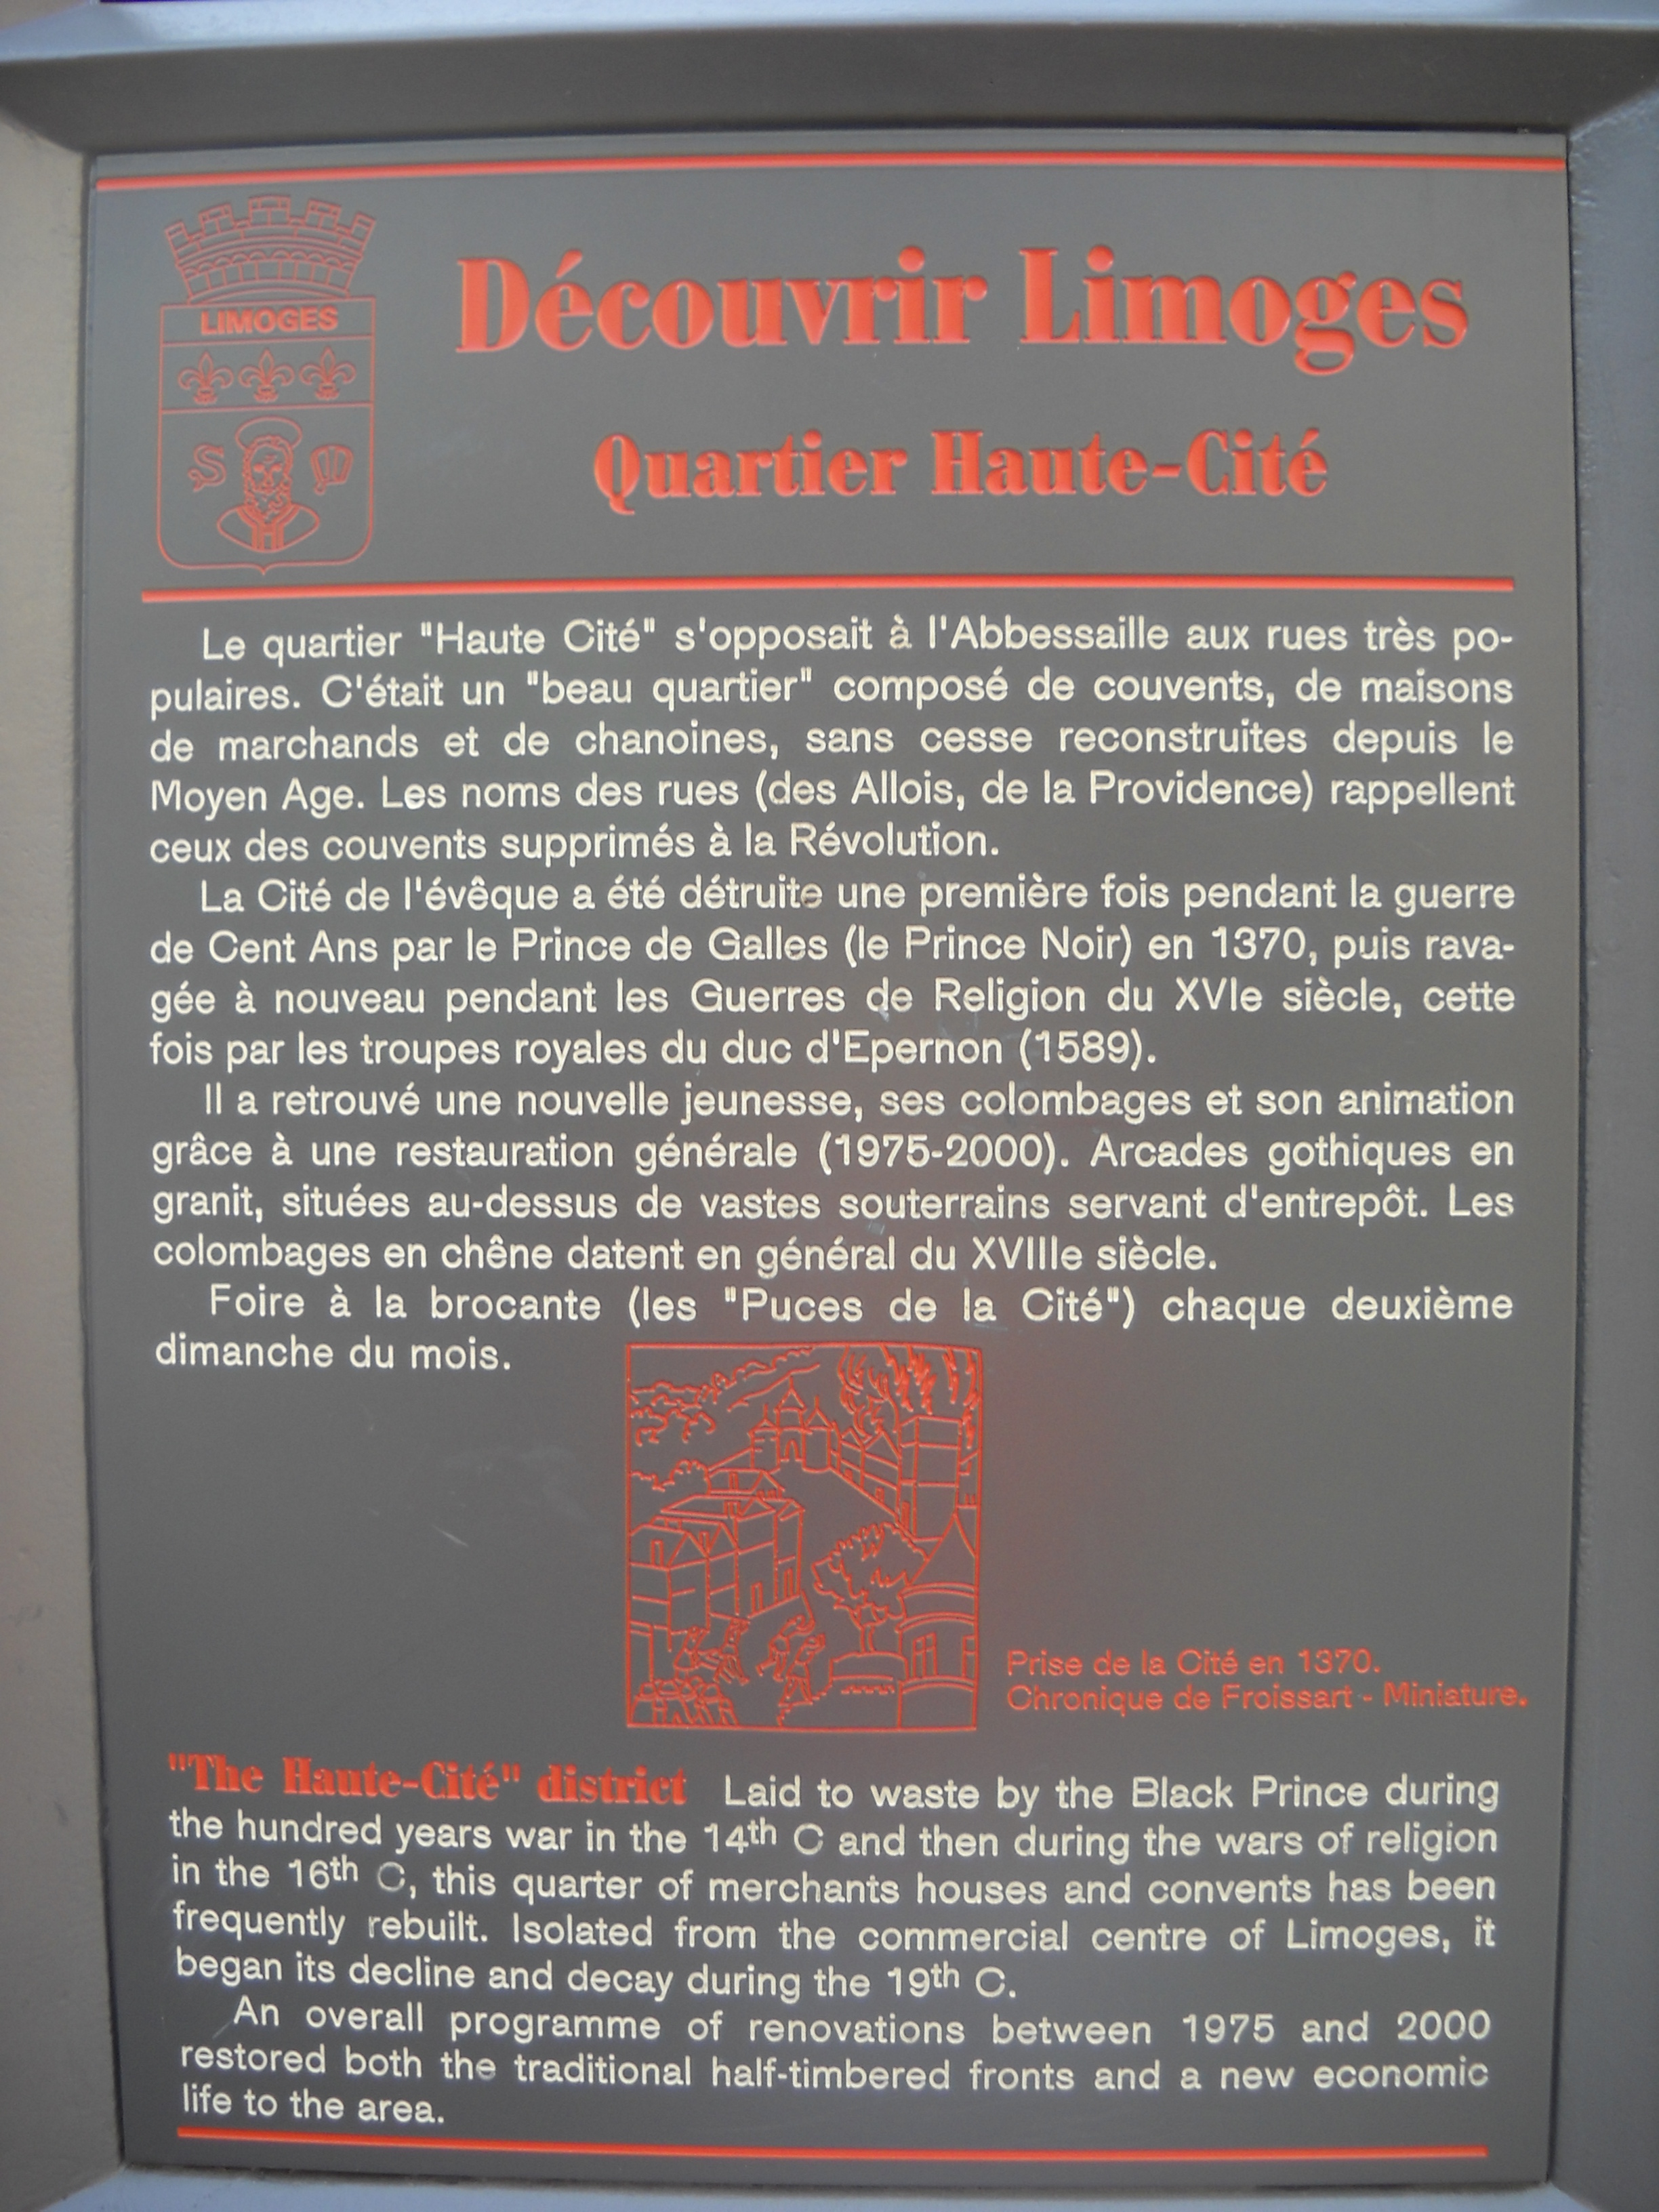 LIMOGES
S
Découvrir Limoges
Quartier Haute-Cité
Le quartier "Haute Cité" s'opposait à l'Abbessaille aux rues très po-
pulaires. C'était un "beau quartier" composé de couvents, de maisons
de marchands et de chanoines, sans cesse reconstruites depuis le
Moyen Age. Les noms des rues (des Allois, de la Providence) rappellent
ceux des couvents supprimés à la Révolution.
La Cité de l'évêque a été détruite une première fois pendant la guerre
de Cent Ans par le Prince de Galles (le Prince Noir) en 1370, puis rava-
gée à nouveau pendant les Guerres de Religion du XVIe siècle, cette
fois par les troupes royales du duc d'Epernon (1589).
Il a retrouvé une nouvelle jeunesse, ses colombages et son animation
grâce à une restauration générale (1975-2000). Arcades gothiques en
granit, situées au-dessus de vastes souterrains servant d'entrepôt. Les
colombages en chêne datent en général du XVIIIe siècle.
Foire à la brocante (les "Puces de la Cité") chaque deuxième
dimanche du mois.
Prise de la Cité en 1370.
Chronique de Froissart - Miniature.
"The Haute-Cité" district Laid to waste by the Black Prince during
the hundred years war in the 14th C and then during the wars of religion
in the 16th C, this quarter of merchants houses and convents has been
frequently rebuilt. Isolated from the commercial centre of Limoges, it
began its decline and decay during the 19th C.
An overall programme of renovations between 1975 and 2000
restored both the traditional half-timbered fronts and a new economic
life to the area.